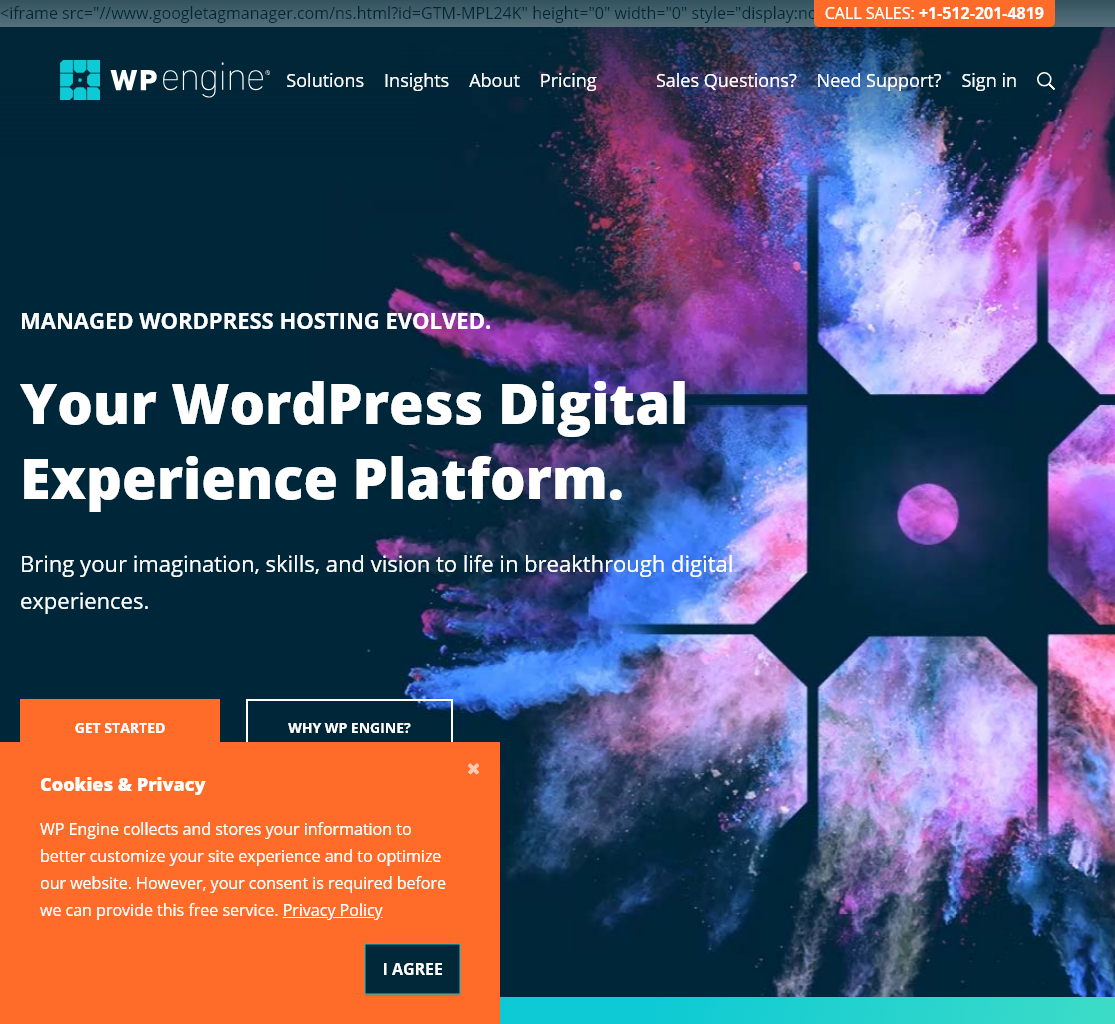 <iframe src="//www.googletagmanager.com/ns.html?id=GTM-MPL24K" height="0" width="0" style="display:no
CALL SALES: +1-512-201-4819
WP engine®
Solutions Insights About Pricing Sales Questions? Need Support? Sign in
MANAGED WORDPRESS HOSTING EVOLVED.
Your WordPress Digital
Experience Platform.
Bring your imagination, skills, and vision to life in breakthrough digital
experiences.
GET STARTED
WHY WP ENGINE?
Cookies & Privacy
✖
WP Engine collects and stores your information to
better customize your site experience and to optimize
our website. However, your consent is required before
we can provide this free service. Privacy Policy
I AGREE